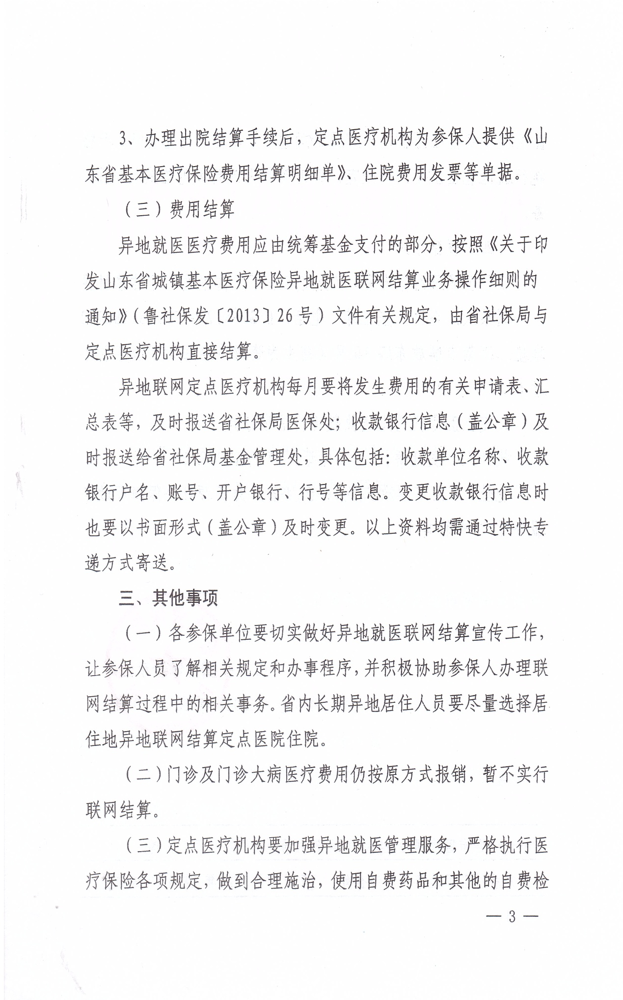 3、办理出院结算手续后，定点医疗机构为参保人提供《山
东省基本医疗保险费用结算明细单》、住院费用发票等单据。
（三）费用结算
异地就医医疗费用应由统筹基金支付的部分，按照《关于印
发山东省城镇基本医疗保险异地就医联网结算业务操作细则的
通知》（鲁社保发〔2013〕26号）文件有关规定，由省社保局与
定点医疗机构直接结算。
异地联网定点医疗机构每月要将发生费用的有关申请表、汇
总表等，及时报送省社保局医保处；收款银行信息（盖公章）及
时报送给省社保局基金管理处，具体包括：收款单位名称、收款
银行户名、账号、开户银行、行号等信息。变更收款银行信息时
也要以书面形式（盖公章）及时变更。以上资料均需通过特快专
递方式寄送。
三、其他事项
（一）各参保单位要切实做好异地就医联网结算宣传工作，
让参保人员了解相关规定和办事程序，并积极协助参保人办理联
网结算过程中的相关事务。省内长期异地居住人员要尽量选择居
住地异地联网结算定点医院住院。
（二）门诊及门诊大病医疗费用仍按原方式报销，暂不实行
联网结算。
（三）定点医疗机构要加强异地就医管理服务，严格执行医
疗保险各项规定，做到合理施治，使用自费药品和其他的自费检
— 3 —